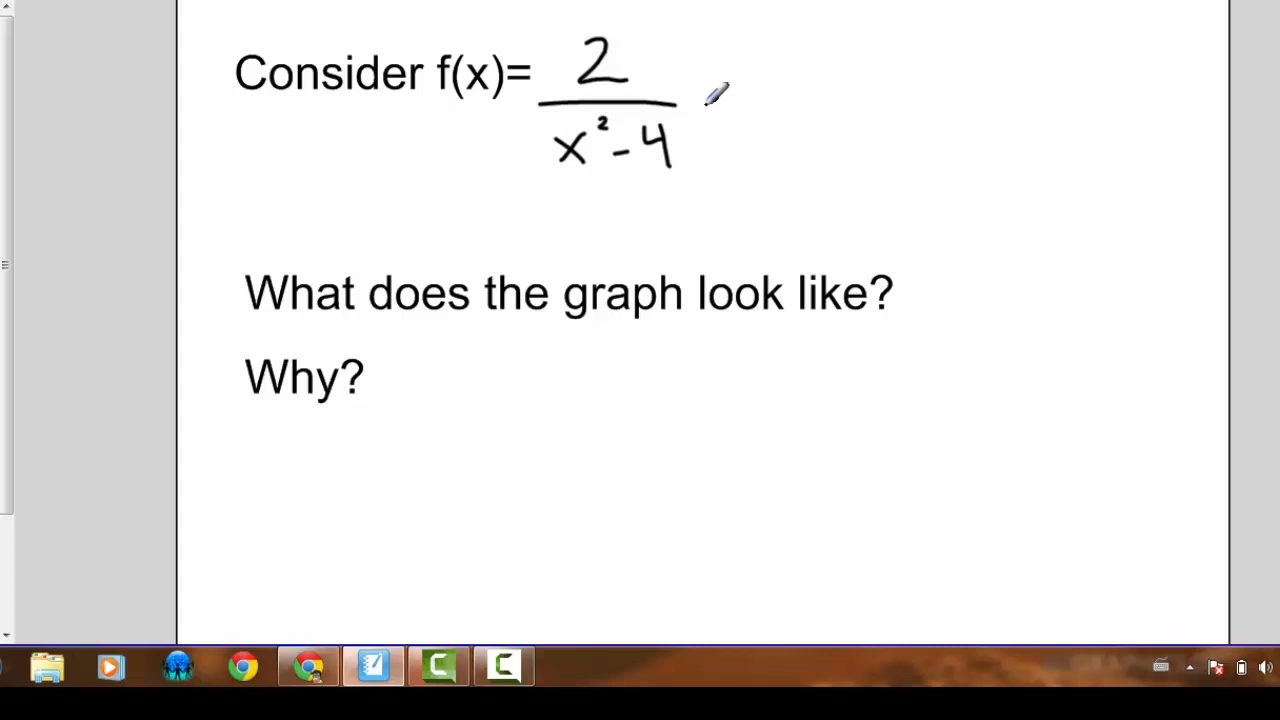 Consider f(x)= 2
x² - 4
What does the graph look like?
Why?